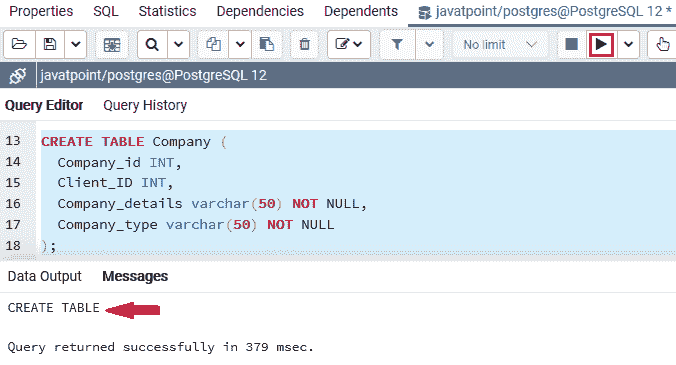 Properties SQL Statistics Dependencies Dependents javatpoint/postgres@PostgreSQL 12 *
No limit
javatpoint/postgres@PostgreSQL 12
Query Editor Query History
13 CREATE TABLE Company (
14 Company_id INT,
15 Client_ID INT,
16 Company_details varchar(50) NOT NULL,
17 Company_type varchar(50) NOT NULL
18 );
Data Output Messages
CREATE TABLE
Query returned successfully in 379 msec.